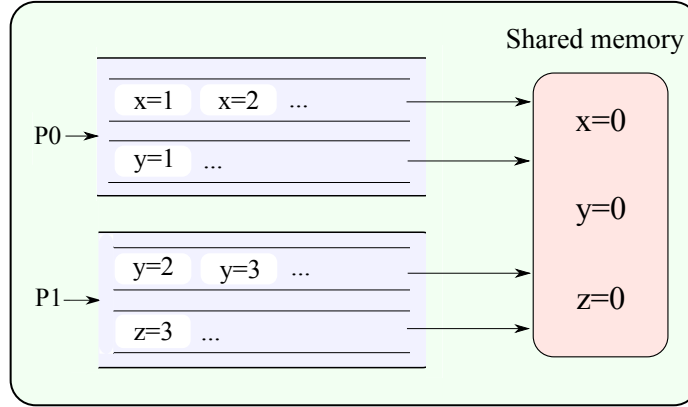 Shared memory
x=1 x=2 ...
x=0
P0
y=1 ...
y=0
y=2 y=3 ...
P1
z=0
z=3 ...